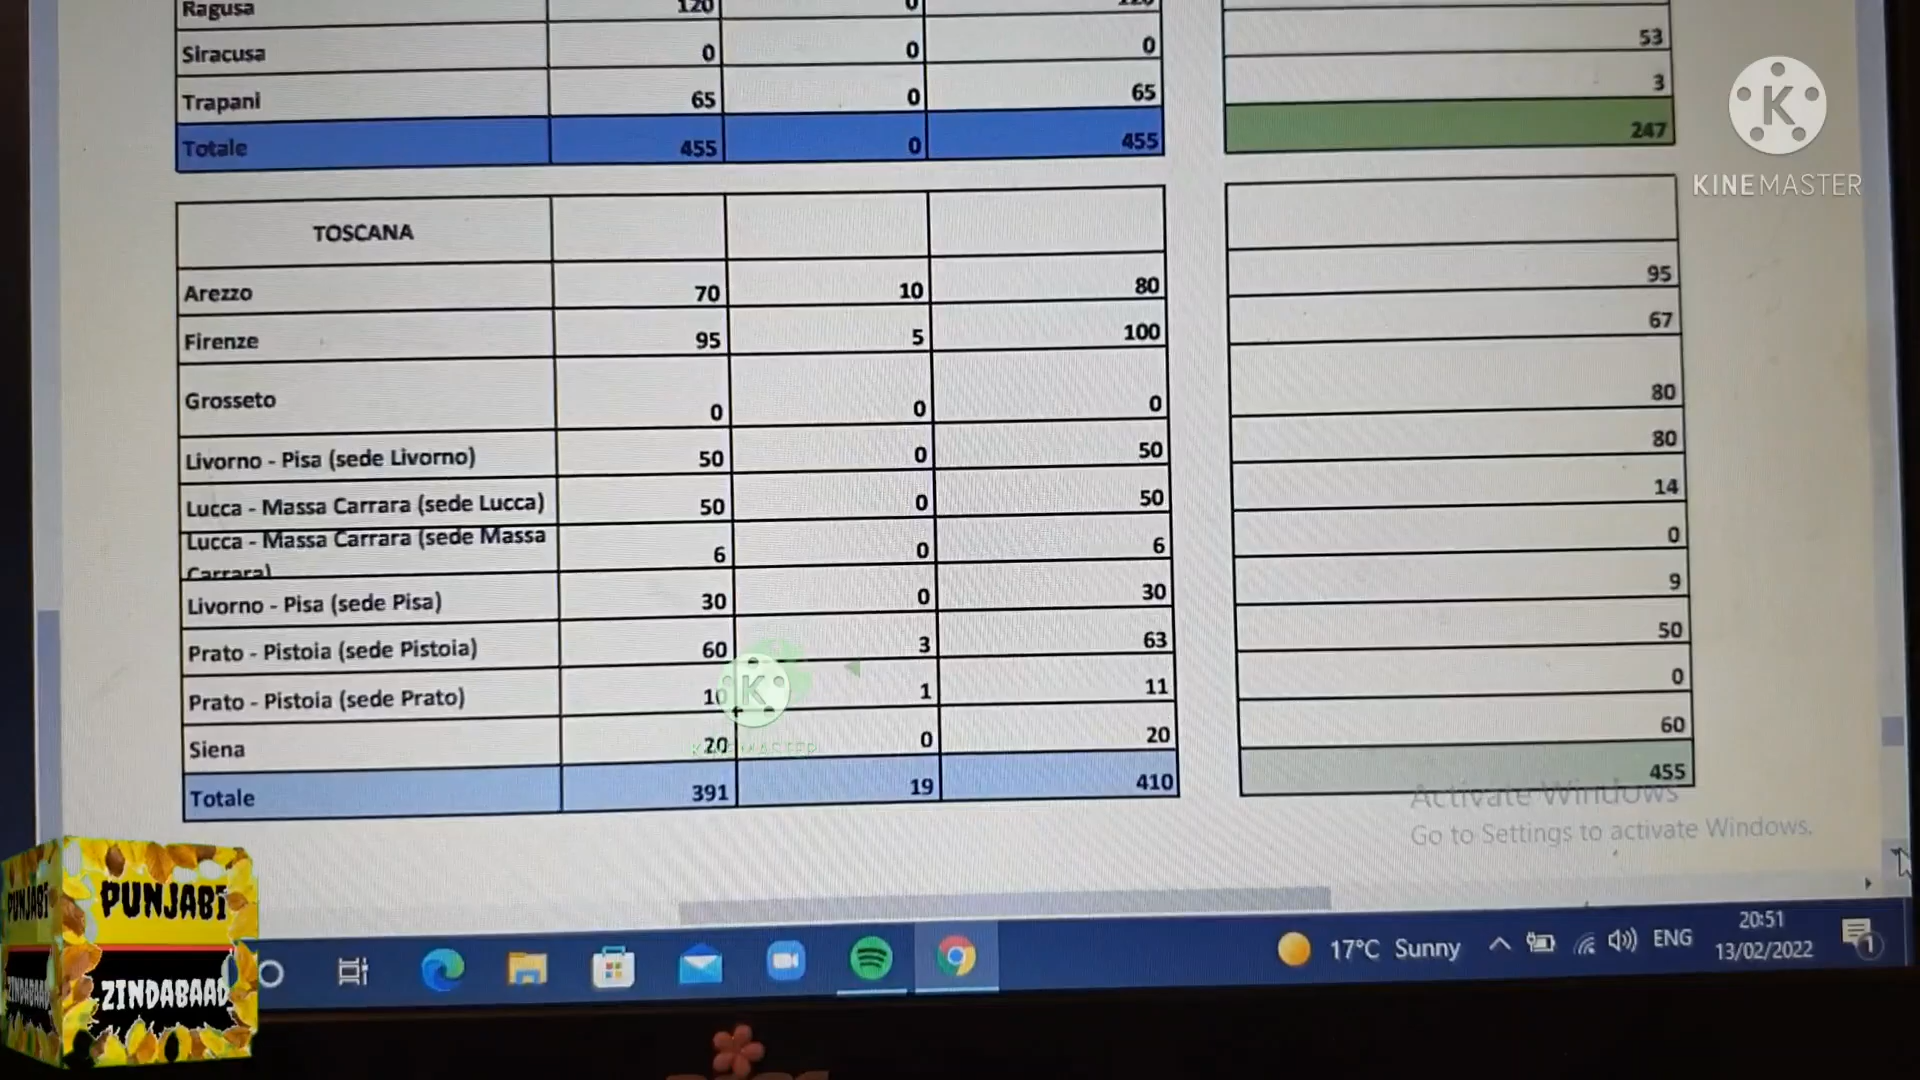 Ragusa 120 0 120
Siracusa 0 0 0 53
Trapani 65 0 65 3
Totale 455 0 455 247
KINEMASTER
TOSCANA
Arezzo 70 10 80 95
Firenze 95 5 100 67
Grosseto 0 0 0 80
Livorno - Pisa (sede Livorno) 50 0 50 80
Lucca - Massa Carrara (sede Lucca) 50 0 50 14
Lucca - Massa Carrara (sede Massa
Carrara) 6 0 6 0
Livorno - Pisa (sede Pisa) 30 0 30 9
Prato - Pistoia (sede Pistoia) 60 3 63 50
Prato - Pistoia (sede Prato) 10 1 11 0
Siena 20 0 20 60
Totale 391 19 410 455
KINEMASTER
Activate Windows
Go to Settings to activate Windows.
PUNJABI
ZINDABAAD
PUNJABI
ZINDABAAD
17°C Sunny
ENG
20:51
13/02/2022
1